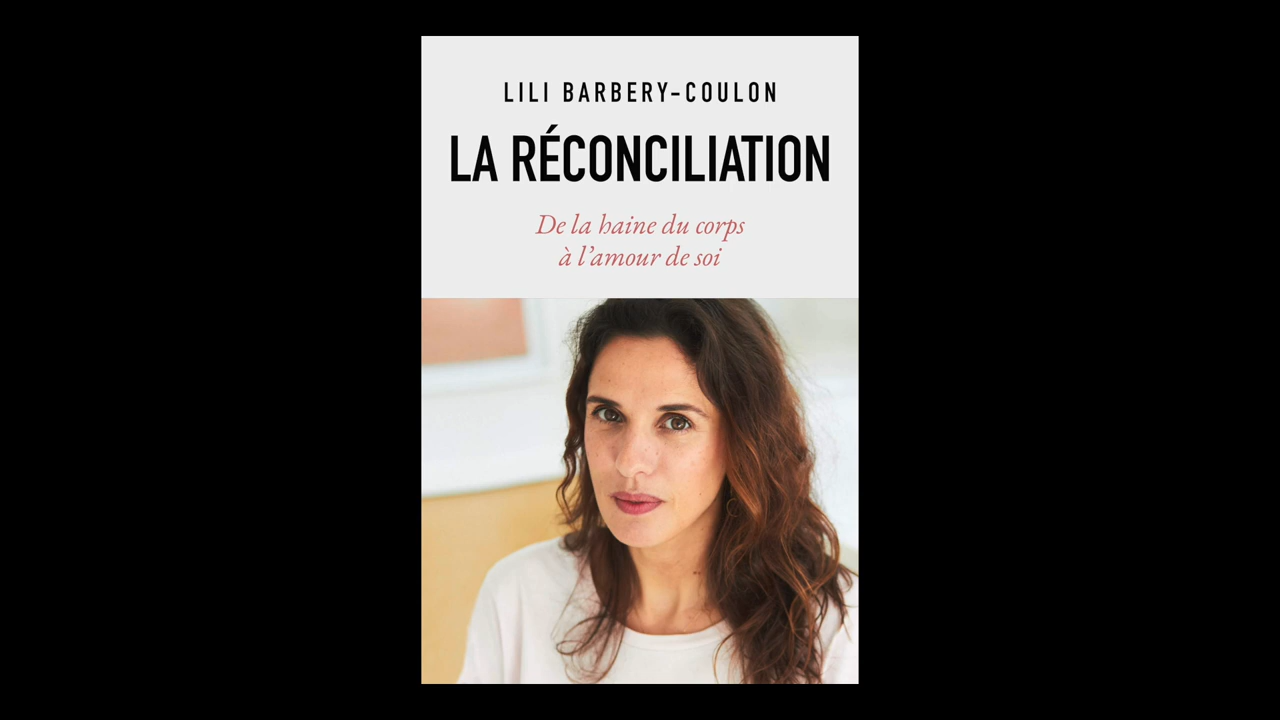 LILI BARBERY-COULON
LA RÉCONCILIATION
De la haine du corps
à l’amour de soi